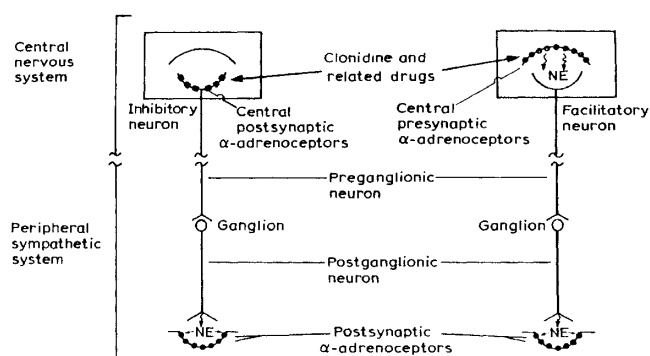 Central
nervous
system
Clonidine and
related drugs
NE
Inhibitory
neuron
Central
postsynaptic
α-adrenoceptors
Central
presynaptic
α-adrenoceptors
Facilitatory
neuron
Preganglionic
neuron
Peripheral
sympathetic
system
Ganglion
Ganglion
Postganglionic
neuron
NE
NE
Postsynaptic
α-adrenoceptors